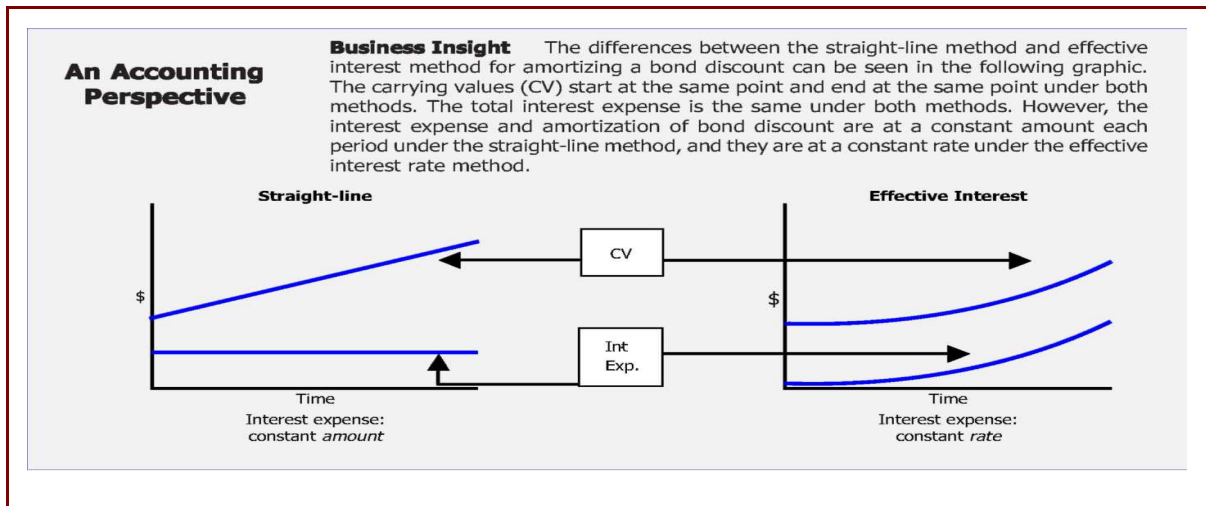 An Accounting
Perspective
Business Insight The differences between the straight-line method and effective
interest method for amortizing a bond discount can be seen in the following graphic.
The carrying values (CV) start at the same point and end at the same point under both
methods. The total interest expense is the same under both methods. However, the
interest expense and amortization of bond discount are at a constant amount each
period under the straight-line method, and they are at a constant rate under the effective
interest rate method.
Straight-line
$
Time
Interest expense:
constant amount
CV
Int
Exp.
Effective Interest
$
Time
Interest expense:
constant rate